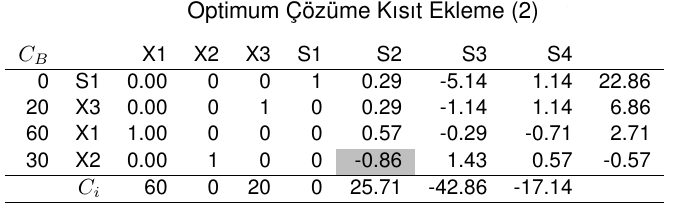 Optimum Çözüme Kısıt Ekleme (2)
C_B X1 X2 X3 S1 S2 S3 S4
0 S1 0.00 0 0 1 0.29 -5.14 1.14 22.86
20 X3 0.00 0 1 0 0.29 -1.14 1.14 6.86
60 X1 1.00 0 0 0 0.57 -0.29 -0.71 2.71
30 X2 0.00 1 0 0 -0.86 1.43 0.57 -0.57
C_i 60 0 20 0 25.71 -42.86 -17.14